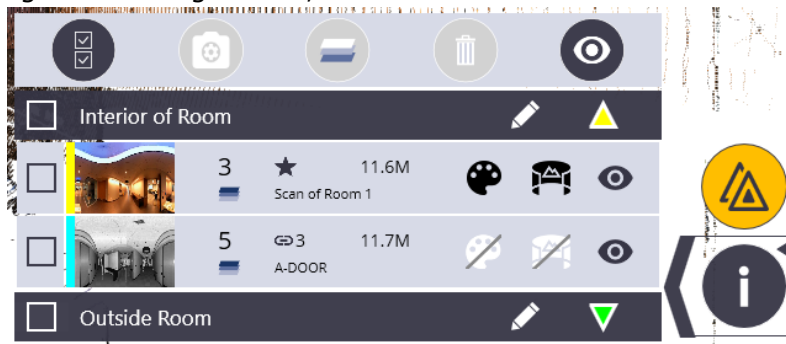 Interior of Room
3 ★ 11.6M
Scan of Room 1
5 3 11.7M
A-DOOR
Outside Room
i